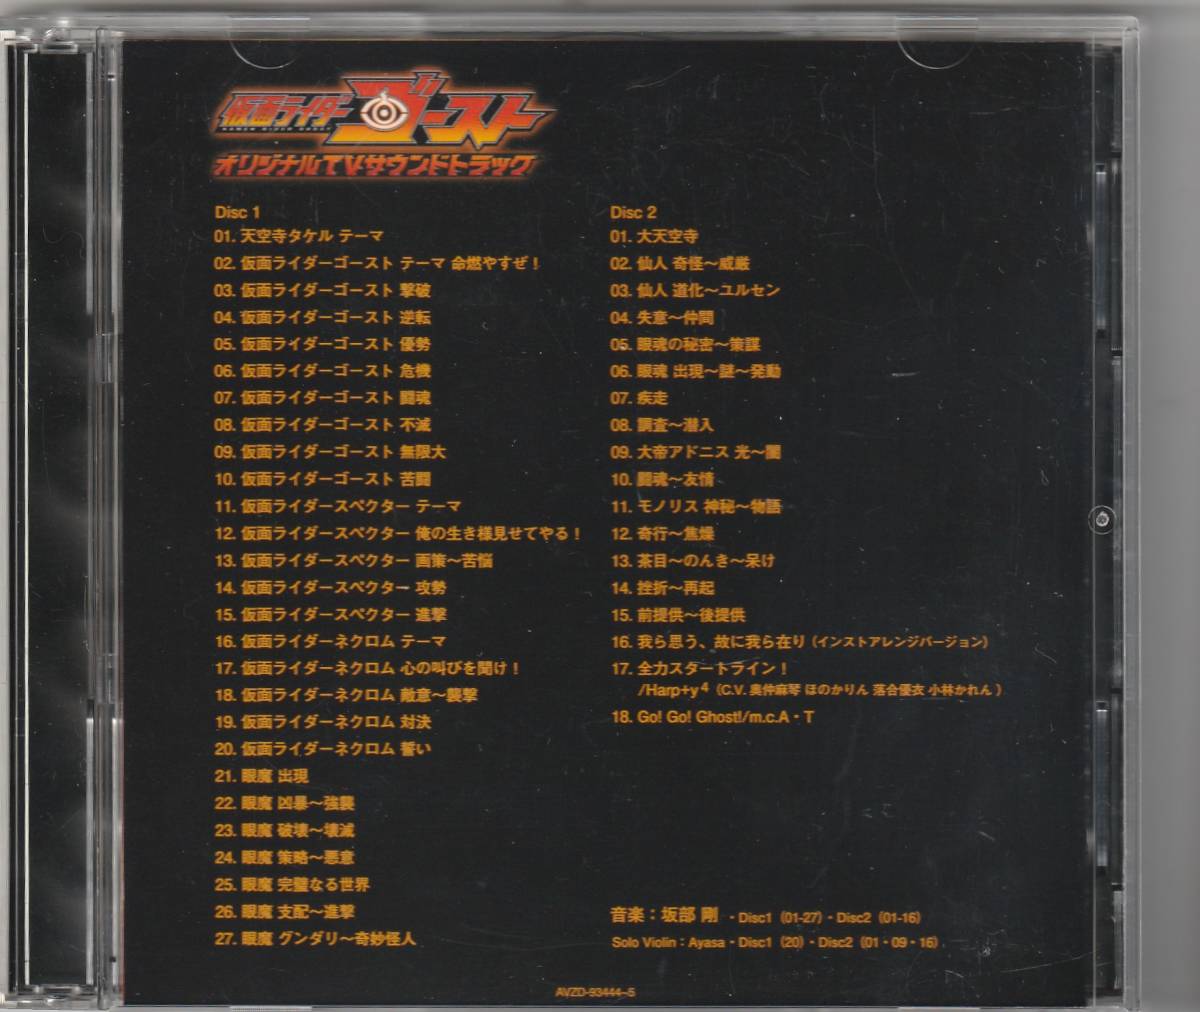 仮面ライダーゴースト
KAMEN RIDER GHOST
オリジナルTVサウンドトラック
Disc 1
01. 天空寺タケル テーマ
02. 仮面ライダーゴースト テーマ 命燃やすぜ！
03. 仮面ライダーゴースト 撃破
04. 仮面ライダーゴースト 逆転
05. 仮面ライダーゴースト 優勢
06. 仮面ライダーゴースト 危機
07. 仮面ライダーゴースト 闘魂
08. 仮面ライダーゴースト 不滅
09. 仮面ライダーゴースト 無限大
10. 仮面ライダーゴースト 苦闘
11. 仮面ライダースペクター テーマ
12. 仮面ライダースペクター 俺の生き様見せてやる！
13. 仮面ライダースペクター 画策～苦悩
14. 仮面ライダースペクター 攻勢
15. 仮面ライダースペクター 進撃
16. 仮面ライダーネクロム テーマ
17. 仮面ライダーネクロム 心の叫びを聞け！
18. 仮面ライダーネクロム 敵意～襲撃
19. 仮面ライダーネクロム 対決
20. 仮面ライダーネクロム 誓い
21. 眼魔 出現
22. 眼魔 凶暴～強襲
23. 眼魔 破壊～壊滅
24. 眼魔 策略～悪意
25. 眼魔 完璧なる世界
26. 眼魔 支配～進撃
27. 眼魔 グンダリ～奇妙怪人
Disc 2
01. 大天空寺
02. 仙人 奇怪～威厳
03. 仙人 道化～ユルセン
04. 失意～仲間
05. 眼魂の秘密～策謀
06. 眼魂 出現～謎～発動
07. 疾走
08. 調査～潜入
09. 大帝アドニス 光～闇
10. 闘魂～友情
11. モノリス 神秘～物語
12. 奇行～焦燥
13. 茶目～のんき～呆け
14. 挫折～再起
15. 前提供～後提供
16. 我ら思う、故に我ら在り（インストアレンジバージョン）
17. 全力スタートライン！
/Harp+y⁴（C.V. 奥仲麻琴 ほのかりん 落合優衣 小林かれん）
18. Go! Go! Ghost!/m.c.A・T
音楽：坂部 剛 ・Disc1（01-27）・Disc2（01-16）
Solo Violin：Ayasa・Disc1（20）・Disc2（01・09・16）
AVZD-93444~5